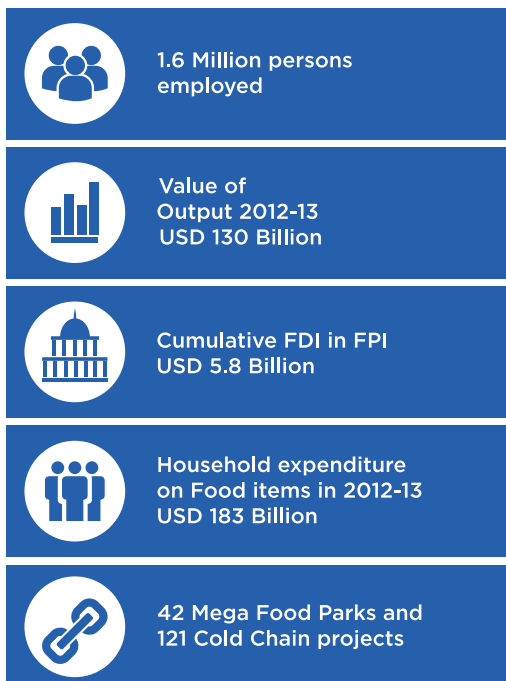 1.6 Million persons
employed
Value of
Output 2012-13
USD 130 Billion
Cumulative FDI in FPI
USD 5.8 Billion
Household expenditure
on Food items in 2012-13
USD 183 Billion
42 Mega Food Parks and
121 Cold Chain projects